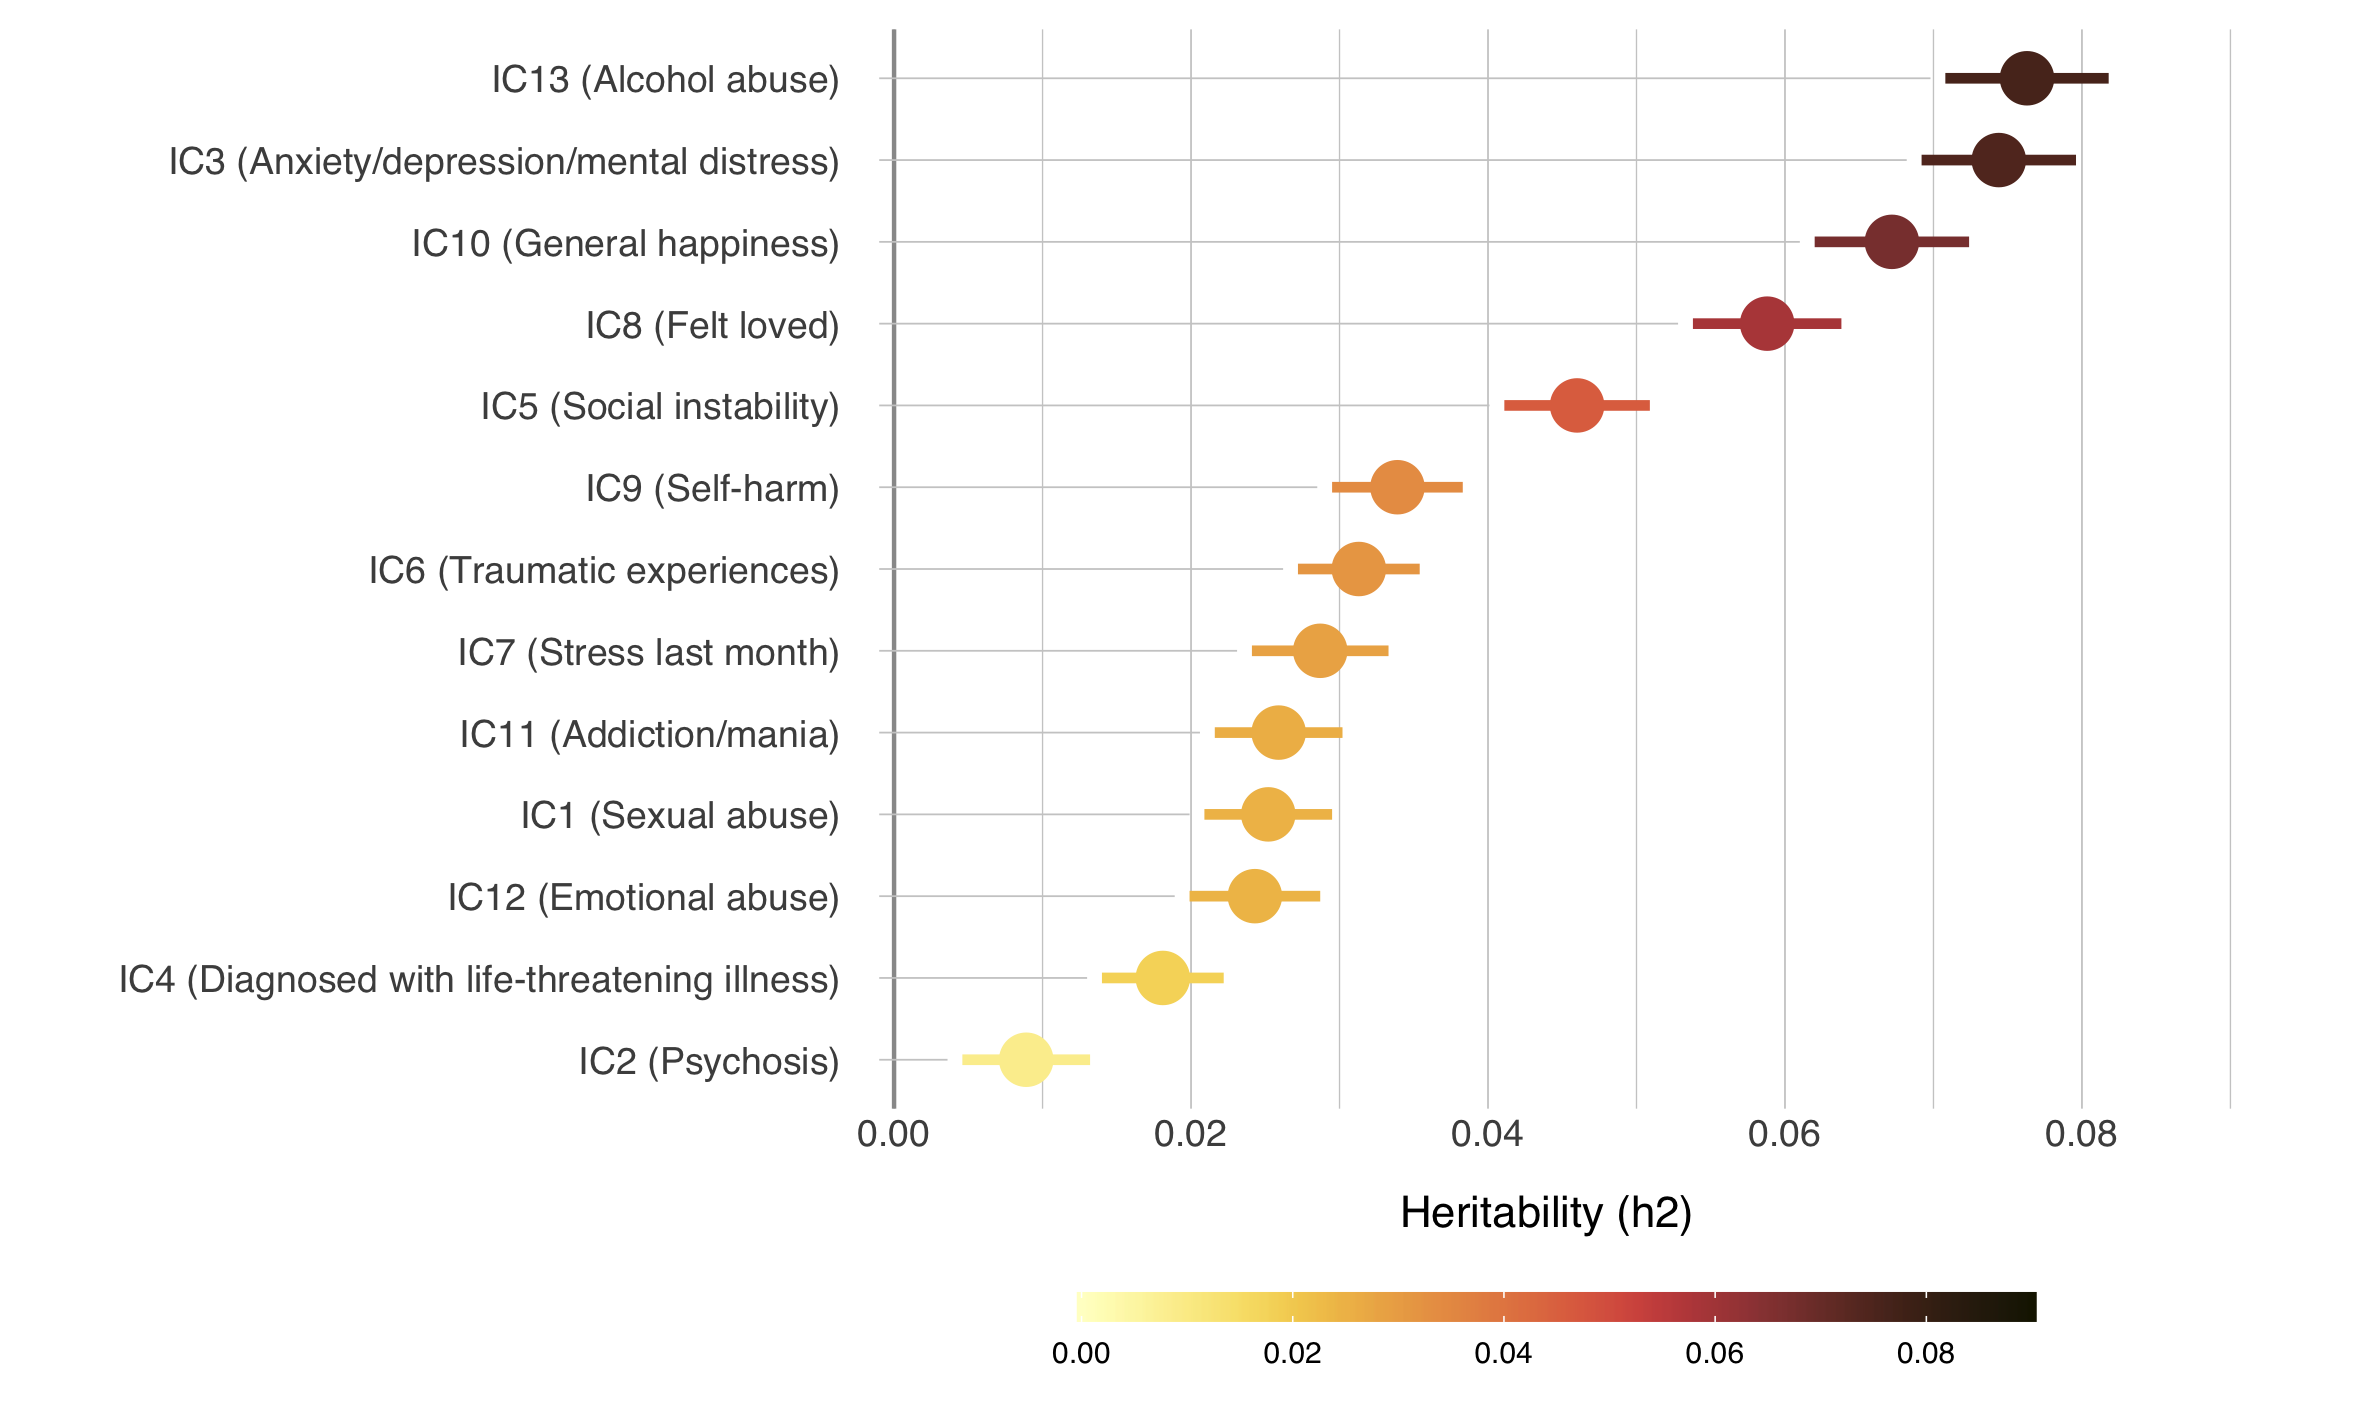 IC13 (Alcohol abuse)
IC3 (Anxiety/depression/mental distress)
IC10 (General happiness)
IC8 (Felt loved)
IC5 (Social instability)
IC9 (Self-harm)
IC6 (Traumatic experiences)
IC7 (Stress last month)
IC11 (Addiction/mania)
IC1 (Sexual abuse)
IC12 (Emotional abuse)
IC4 (Diagnosed with life-threatening illness)
IC2 (Psychosis)
0.00 0.02 0.04 0.06 0.08
Heritability (h2)
0.00 0.02 0.04 0.06 0.08